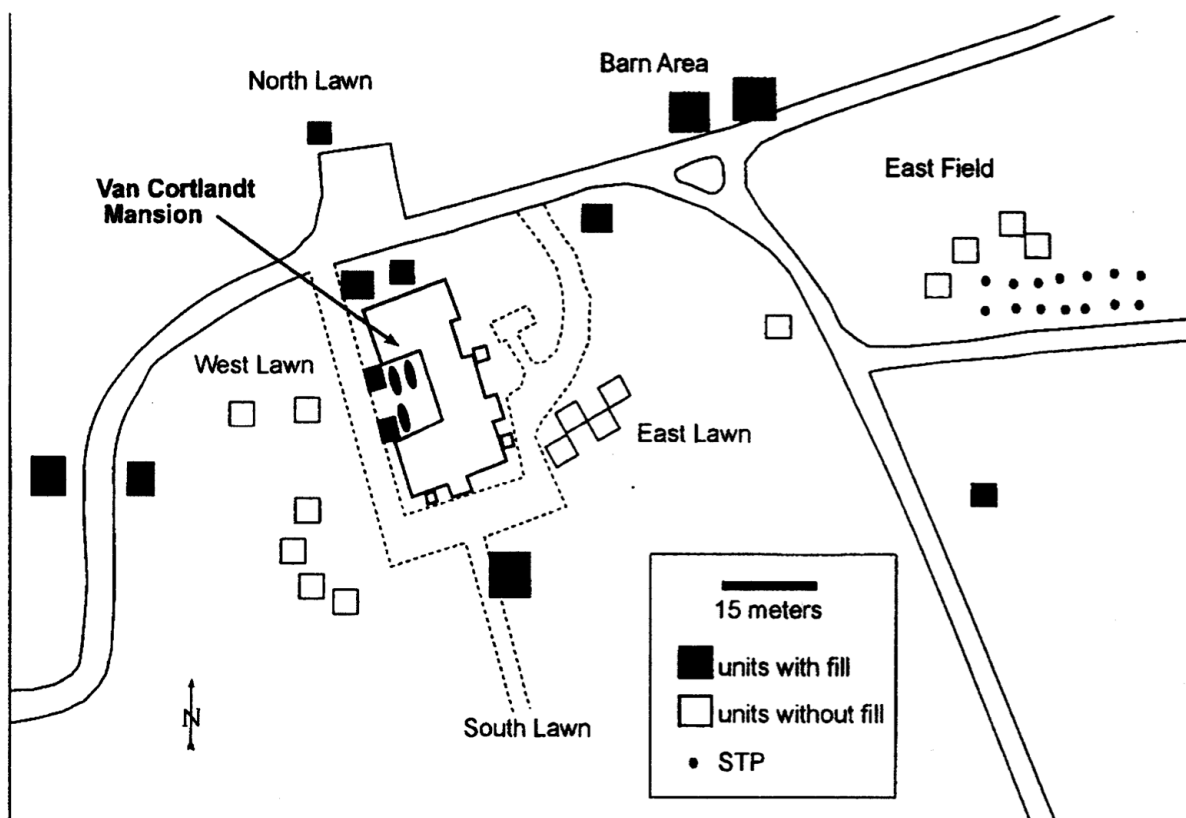 North Lawn
Barn Area
East Field
Van Cortlandt
Mansion
West Lawn
East Lawn
South Lawn
N
15 meters
units with fill
units without fill
STP